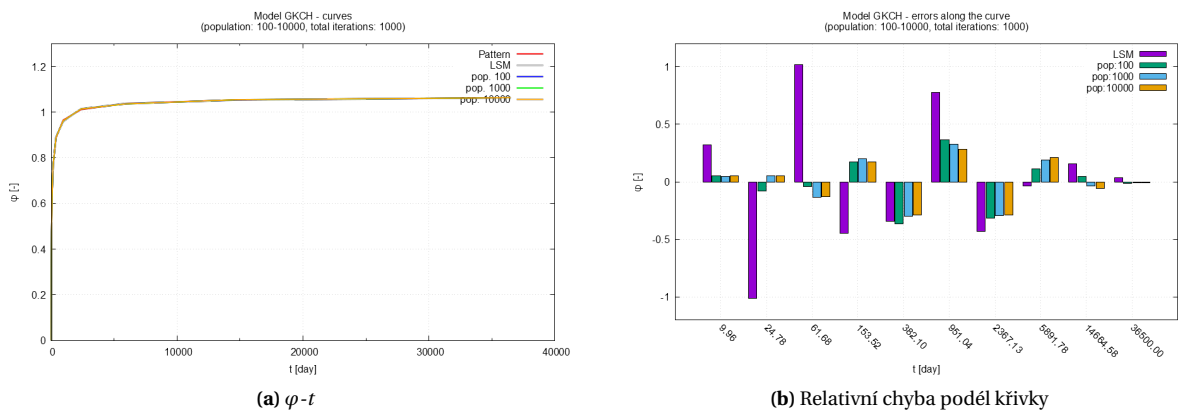 Model GKCH - curves
(population: 100-10000, total iterations: 1000)
Pattern
LSM
pop. 100
pop. 1000
pop. 10000
1.2
1
0.8
0.6
0.4
0.2
0
φ [-]
0 10000 20000 30000 40000
t [day]
(a) φ-t
Model GKCH - errors along the curve
(population: 100-10000, total iterations: 1000)
LSM
pop:100
pop:1000
pop:10000
1
0.5
0
-0.5
-1
φ [-]
9.96 24.78 61.68 153.52 382.10 951.04 2367.13 5891.78 14664.58 36500.00
t [day]
(b) Relativní chyba podél křivky